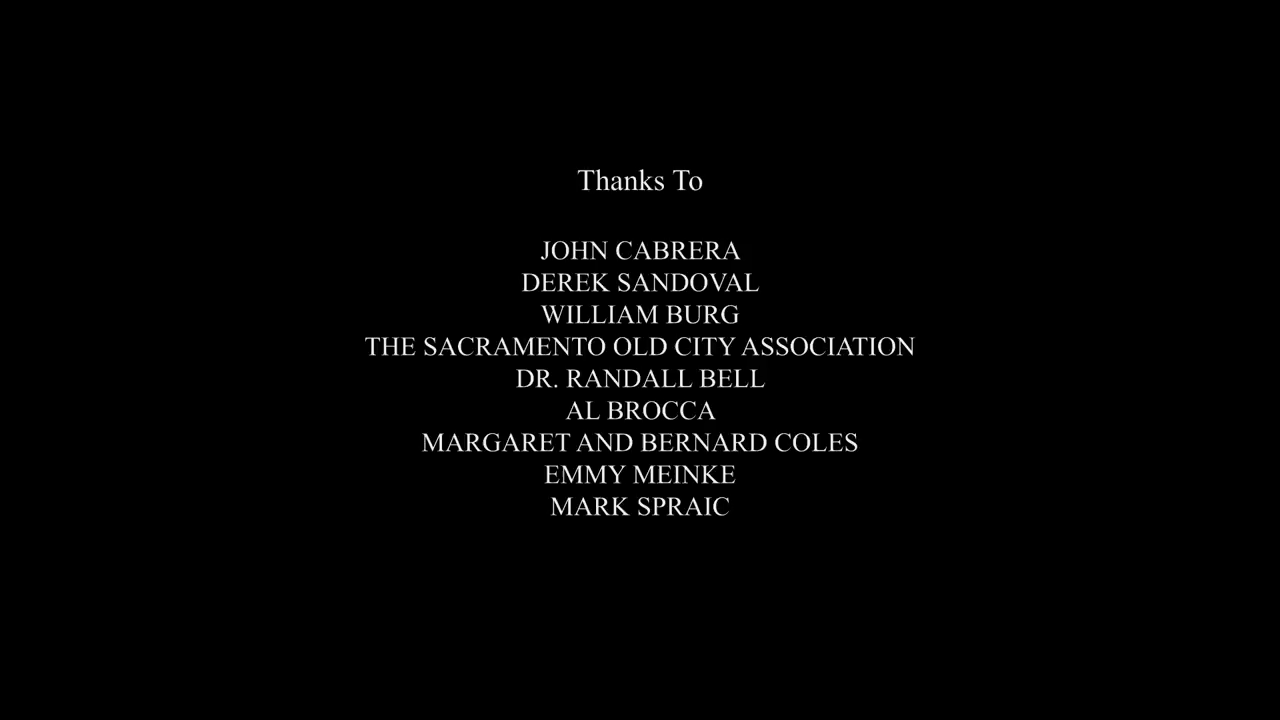 Thanks To
JOHN CABRERA
DEREK SANDOVAL
WILLIAM BURG
THE SACRAMENTO OLD CITY ASSOCIATION
DR. RANDALL BELL
AL BROCCA
MARGARET AND BERNARD COLES
EMMY MEINKE
MARK SPRAIC